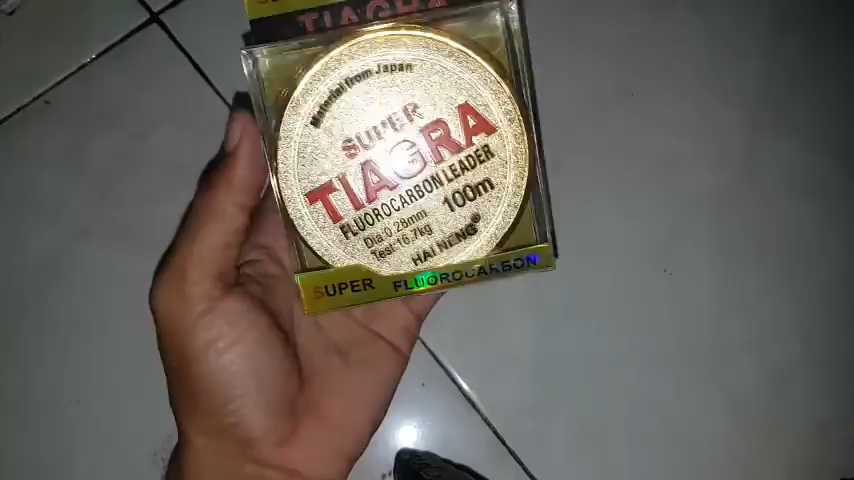 TIAGRA
Material from Japan
SUPER
TIAGRA
FLUOROCARBON LEADER
100m
Dia-0.28mm
Test-16.7kg
HAI NENG®
SUPER FLUOROCARBON